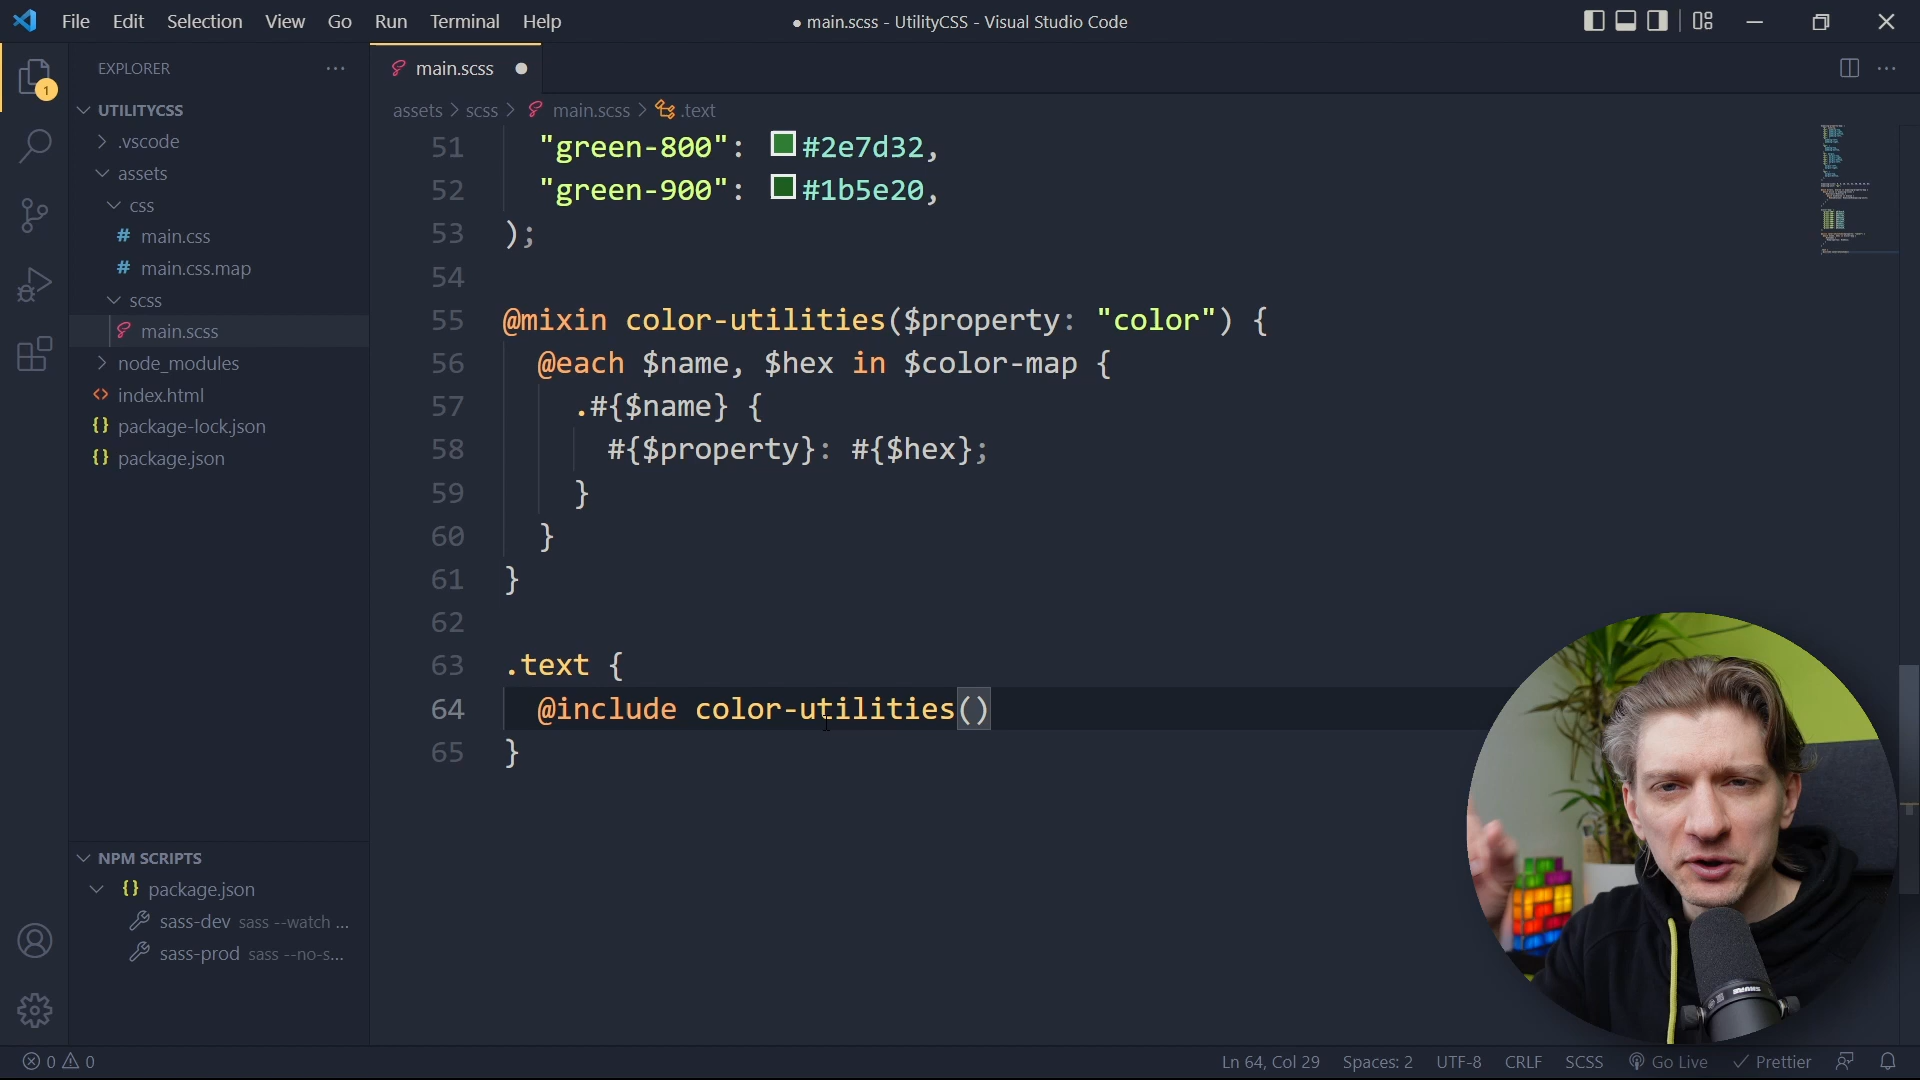 File Edit Selection View Go Run Terminal Help
● main.scss - UtilityCSS - Visual Studio Code
EXPLORER
1
UTILITYCSS
.vscode
assets
css
# main.css
# main.css.map
scss
main.scss
node_modules
<> index.html
{} package-lock.json
{} package.json
NPM SCRIPTS
{} package.json
sass-dev sass --watch ...
sass-prod sass --no-s...
main.scss ●
assets > scss > main.scss > .text
51 "green-800": #2e7d32,
52 "green-900": #1b5e20,
53 );
54
55 @mixin color-utilities($property: "color") {
56 @each $name, $hex in $color-map {
57 .#{$name} {
58 #{$property}: #{$hex};
59 }
60 }
61 }
62
63 .text {
64 @include color-utilities()
65 }
SHURE
0 0
Ln 64, Col 29 Spaces: 2 UTF-8 CRLF SCSS Go Live Prettier